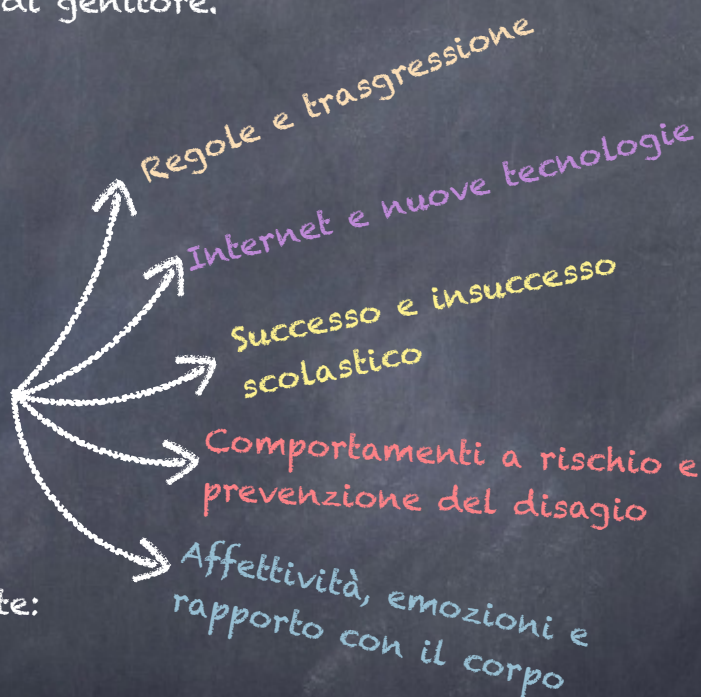 di genitore.
Regole e trasgressione
Internet e nuove tecnologie
Successo e insuccesso
scolastico
Comportamenti a rischio e
prevenzione del disagio
Affettività, emozioni e
rapporto con il corpo
te: